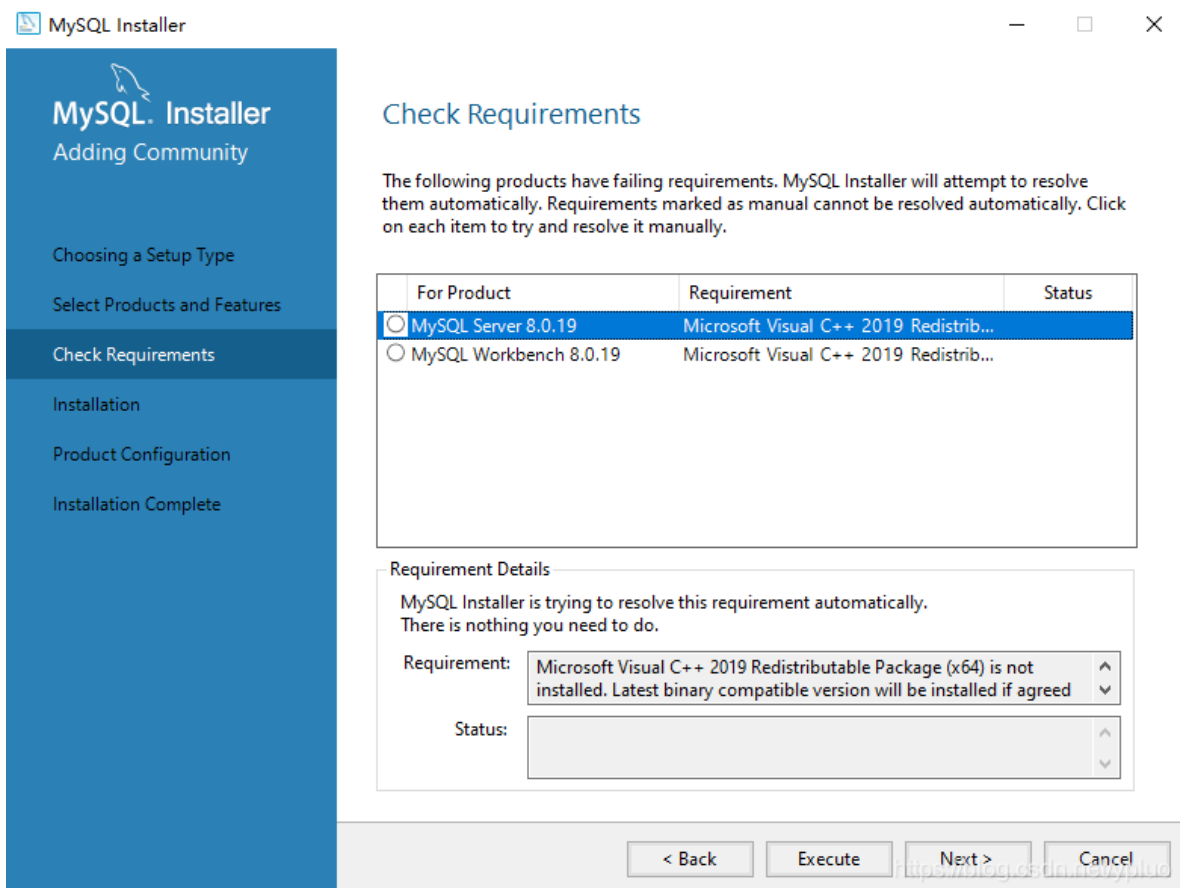 MySQL Installer
MySQL. Installer
Adding Community
Choosing a Setup Type
Select Products and Features
Check Requirements
Installation
Product Configuration
Installation Complete
Check Requirements
The following products have failing requirements. MySQL Installer will attempt to resolve
them automatically. Requirements marked as manual cannot be resolved automatically. Click
on each item to try and resolve it manually.
For Product Requirement Status
MySQL Server 8.0.19 Microsoft Visual C++ 2019 Redistrib...
MySQL Workbench 8.0.19 Microsoft Visual C++ 2019 Redistrib...
Requirement Details
MySQL Installer is trying to resolve this requirement automatically.
There is nothing you need to do.
Requirement: Microsoft Visual C++ 2019 Redistributable Package (x64) is not
installed. Latest binary compatible version will be installed if agreed
Status:
< Back Execute Next > Cancel